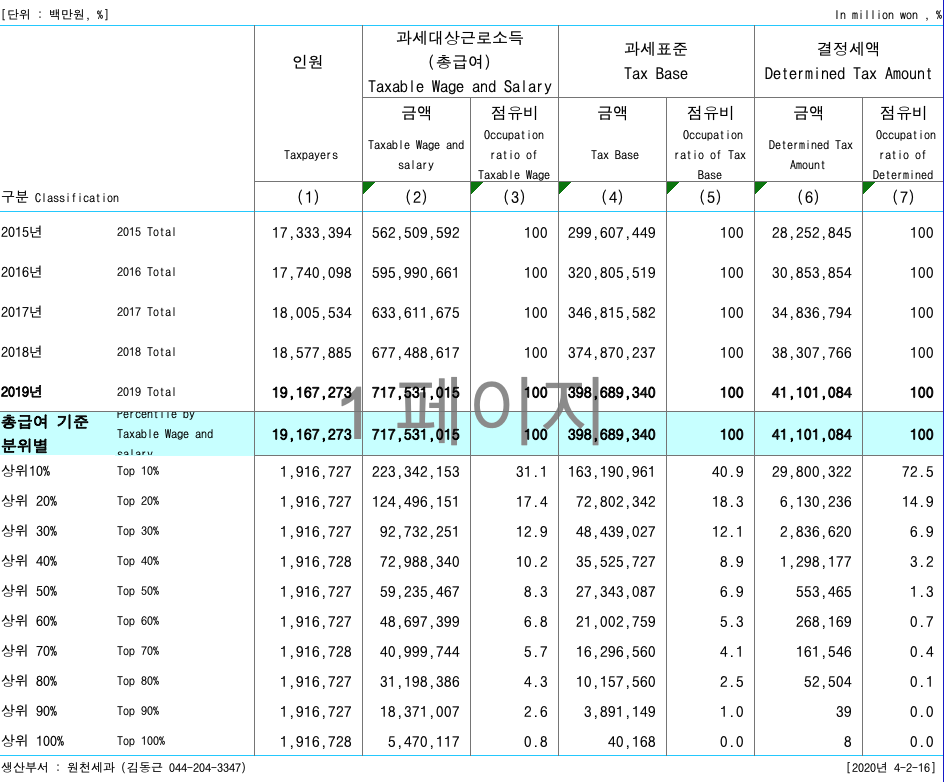 [단위 : 백만원, %] In million won , %
인원 과세대상근로소득 (총급여) 과세표준 결정세액
Taxable Wage and Salary Tax Base Determined Tax Amount
금액 점유비 금액 점유비 금액 점유비
Taxpayers Taxable Wage and salary Occupation ratio of Taxable Wage Tax Base Occupation ratio of Tax Base Determined Tax Amount Occupation ratio of Determined
구분 Classification (1) (2) (3) (4) (5) (6) (7)
2015년 2015 Total 17,333,394 562,509,592 100 299,607,449 100 28,252,845 100
2016년 2016 Total 17,740,098 595,990,661 100 320,805,519 100 30,853,854 100
2017년 2017 Total 18,005,534 633,611,675 100 346,815,582 100 34,836,794 100
2018년 2018 Total 18,577,885 677,488,617 100 374,870,237 100 38,307,766 100
2019년 2019 Total 19,167,273 717,531,015 100 398,689,340 100 41,101,084 100
1 페이지
총급여 기준 분위별 Percentile by Taxable Wage and salary 19,167,273 717,531,015 100 398,689,340 100 41,101,084 100
상위10% Top 10% 1,916,727 223,342,153 31.1 163,190,961 40.9 29,800,322 72.5
상위 20% Top 20% 1,916,727 124,496,151 17.4 72,802,342 18.3 6,130,236 14.9
상위 30% Top 30% 1,916,727 92,732,251 12.9 48,439,027 12.1 2,836,620 6.9
상위 40% Top 40% 1,916,728 72,988,340 10.2 35,525,727 8.9 1,298,177 3.2
상위 50% Top 50% 1,916,727 59,235,467 8.3 27,343,087 6.9 553,465 1.3
상위 60% Top 60% 1,916,727 48,697,399 6.8 21,002,759 5.3 268,169 0.7
상위 70% Top 70% 1,916,728 40,999,744 5.7 16,296,560 4.1 161,546 0.4
상위 80% Top 80% 1,916,727 31,198,386 4.3 10,157,560 2.5 52,504 0.1
상위 90% Top 90% 1,916,727 18,371,007 2.6 3,891,149 1.0 39 0.0
상위 100% Top 100% 1,916,728 5,470,117 0.8 40,168 0.0 8 0.0
생산부서 : 원천세과 (김동근 044-204-3347) [2020년 4-2-16]